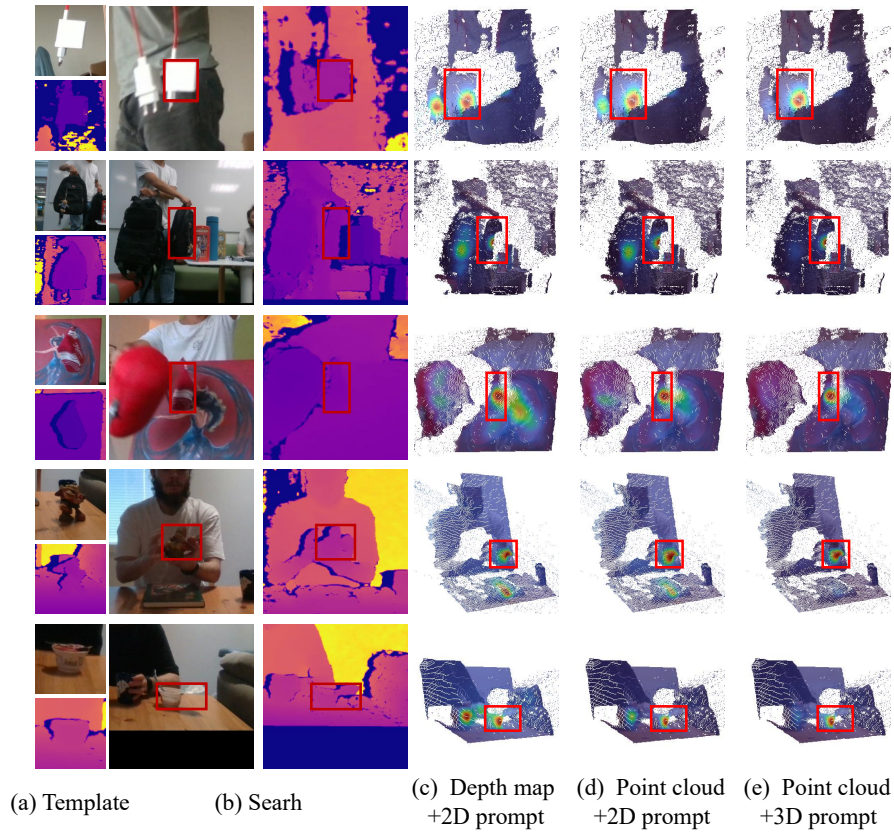 (a) Template
(b) Searh
(c) Depth map
+2D prompt
(d) Point cloud
+2D prompt
(e) Point cloud
+3D prompt